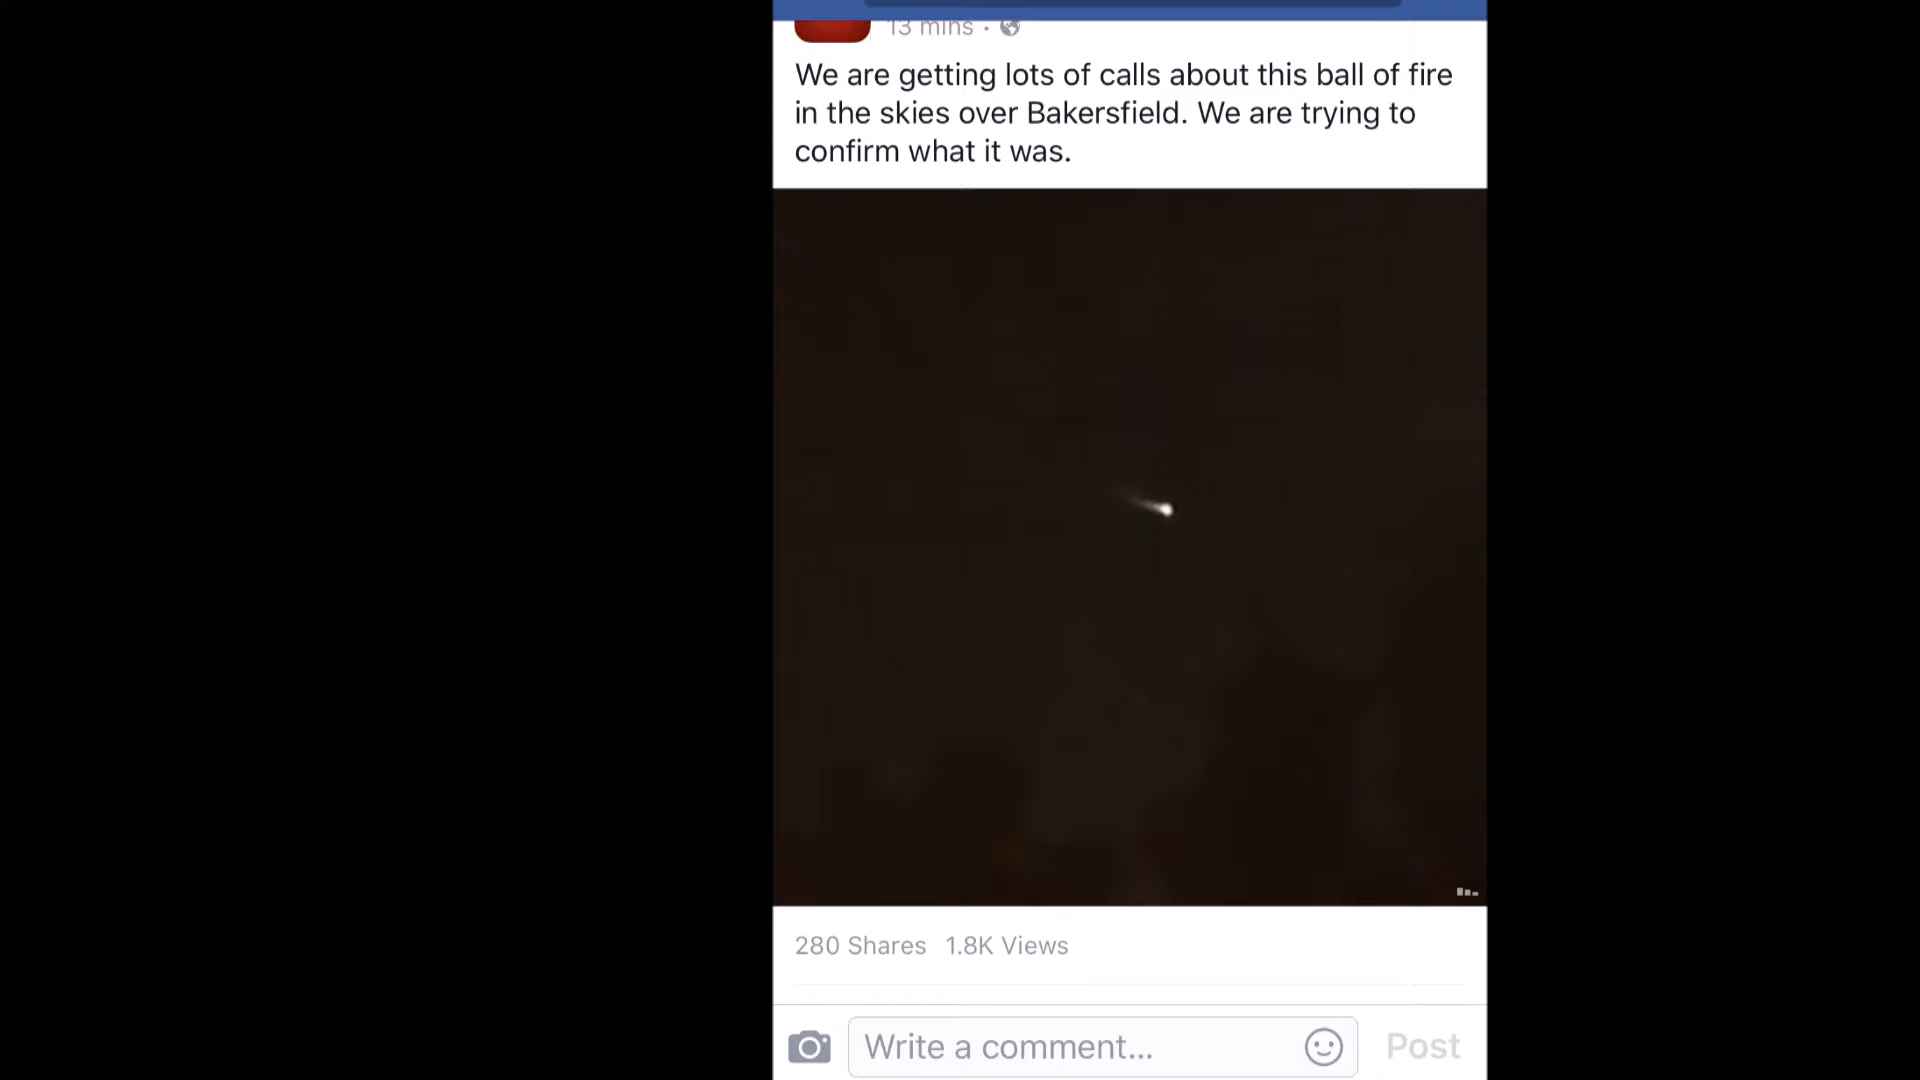 13 mins ·
We are getting lots of calls about this ball of fire
in the skies over Bakersfield. We are trying to
confirm what it was.
280 Shares 1.8K Views
Write a comment...
Post